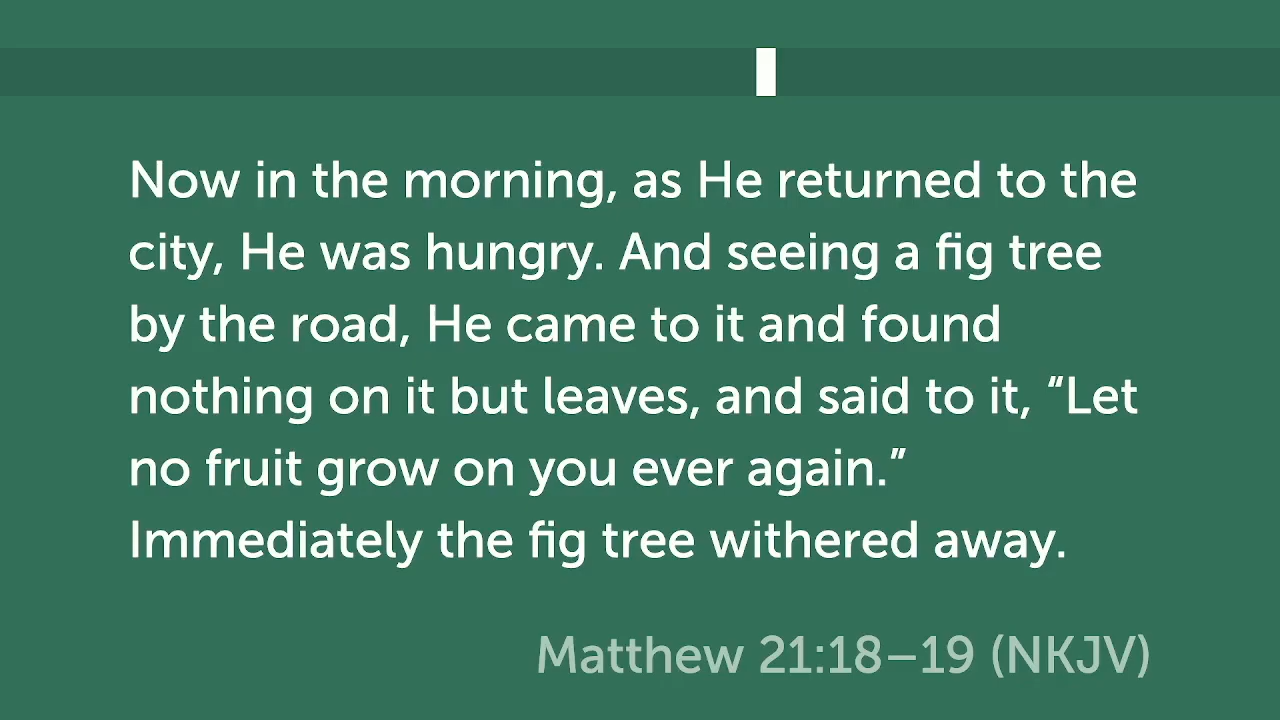 Now in the morning, as He returned to the
city, He was hungry. And seeing a fig tree
by the road, He came to it and found
nothing on it but leaves, and said to it, “Let
no fruit grow on you ever again.”
Immediately the fig tree withered away.
Matthew 21:18–19 (NKJV)